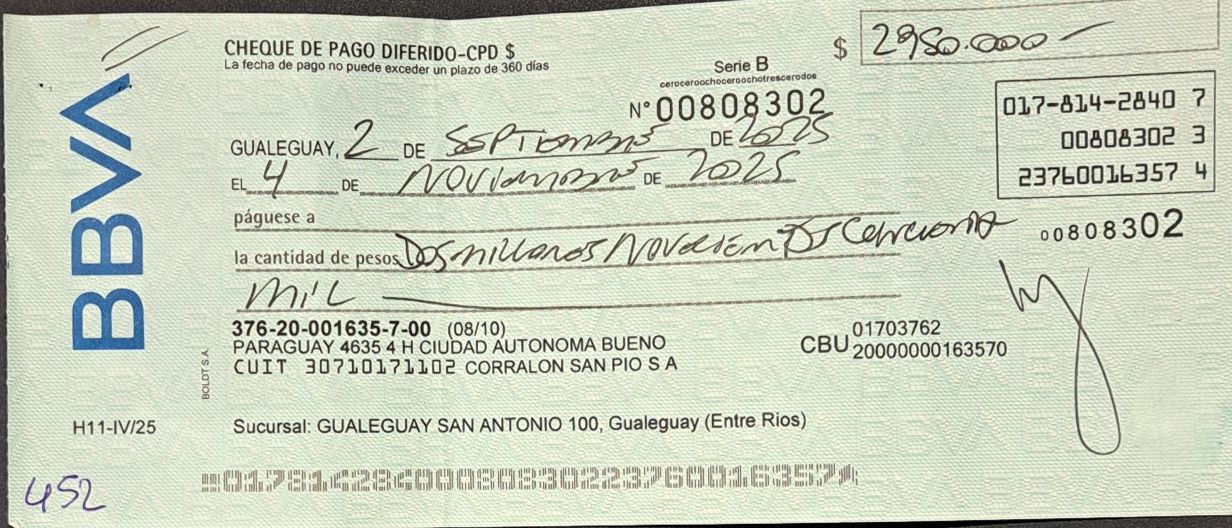 BBVA
CHEQUE DE PAGO DIFERIDO-CPD $
La fecha de pago no puede exceder un plazo de 360 días
$ 2980.000-
Serie B
ceroceroochoceroochotrescerodos
N° 00808302
017-814-2840 7
00808302 3
23760016357 4
GUALEGUAY, 2 DE SEPTIEMBRE DE 2025
EL 4 DE NOVIEMBRE DE 2025
páguese a
la cantidad de pesos Dos millones Novecientos ochenta
00808302
mil
376-20-001635-7-00 (08/10)
PARAGUAY 4635 4 H CIUDAD AUTONOMA BUENO
CUIT 30710171102 CORRALON SAN PIO S A
CBU 01703762
20000000163570
BOLDT S.A.
H11-IV/25
Sucursal: GUALEGUAY SAN ANTONIO 100, Gualeguay (Entre Rios)
017814284000808302237600163574
452